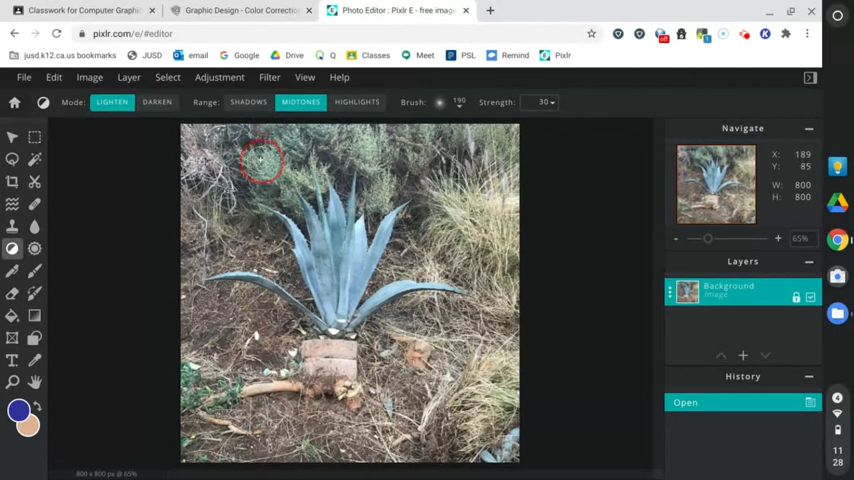 Classwork for Computer Graphi
Graphic Design - Color Correctio
Photo Editor : Pixlr E - free imag
pixlr.com/e/#editor
jusd.k12.ca.us bookmarks JUSD email Google Drive Q Classes Meet PSL Remind Pixlr
File Edit Image Layer Select Adjustment Filter View Help
Mode: LIGHTEN DARKEN Range: SHADOWS MIDTONES HIGHLIGHTS Brush: 190 Strength: 30
Navigate
X: 189
Y: 85
W: 800
H: 800
65%
Layers
Background
Image
History
Open
800 x 800 px @ 65%
off
1
4
11
28